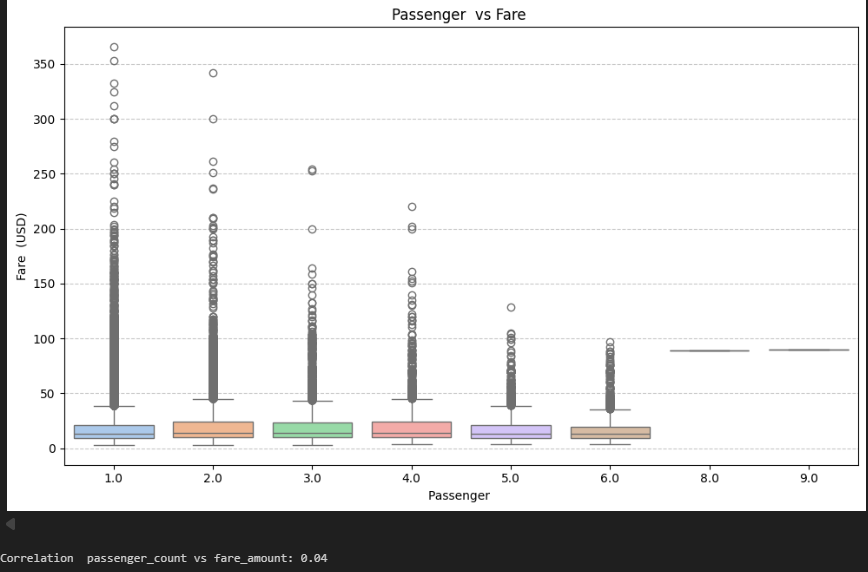 Passenger  vs Fare
Fare  (USD)
350
300
250
200
150
100
50
0
1.0 2.0 3.0 4.0 5.0 6.0 8.0 9.0
Passenger
Correlation  passenger_count vs fare_amount: 0.04